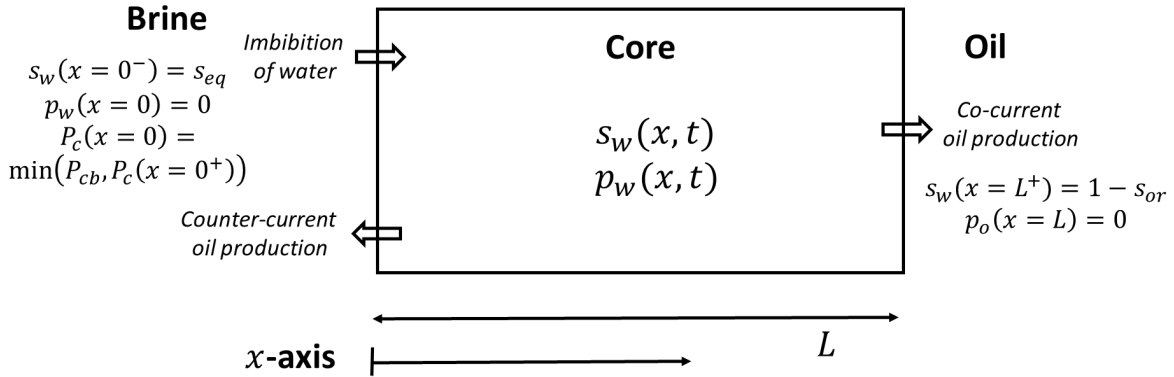 Brine
s_w(x = 0⁻) = s_eq
p_w(x = 0) = 0
P_c(x = 0) =
min(P_cb, P_c(x = 0⁺))
Imbibition
of water
Counter-current
oil production
Core
s_w(x, t)
p_w(x, t)
Oil
Co-current
oil production
s_w(x = L⁺) = 1 − s_or
p_o(x = L) = 0
L
x-axis